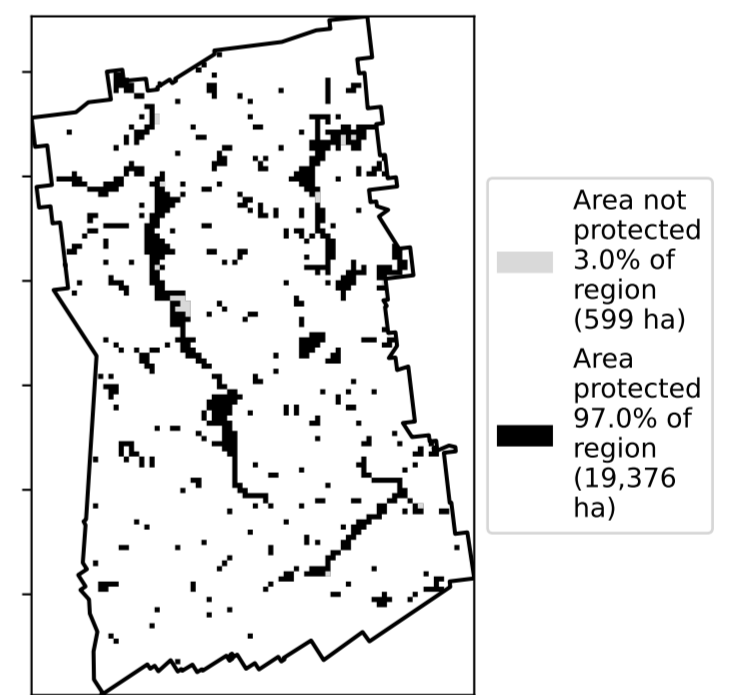 Area not
protected
3.0% of
region
(599 ha)
Area
protected
97.0% of
region
(19,376
ha)